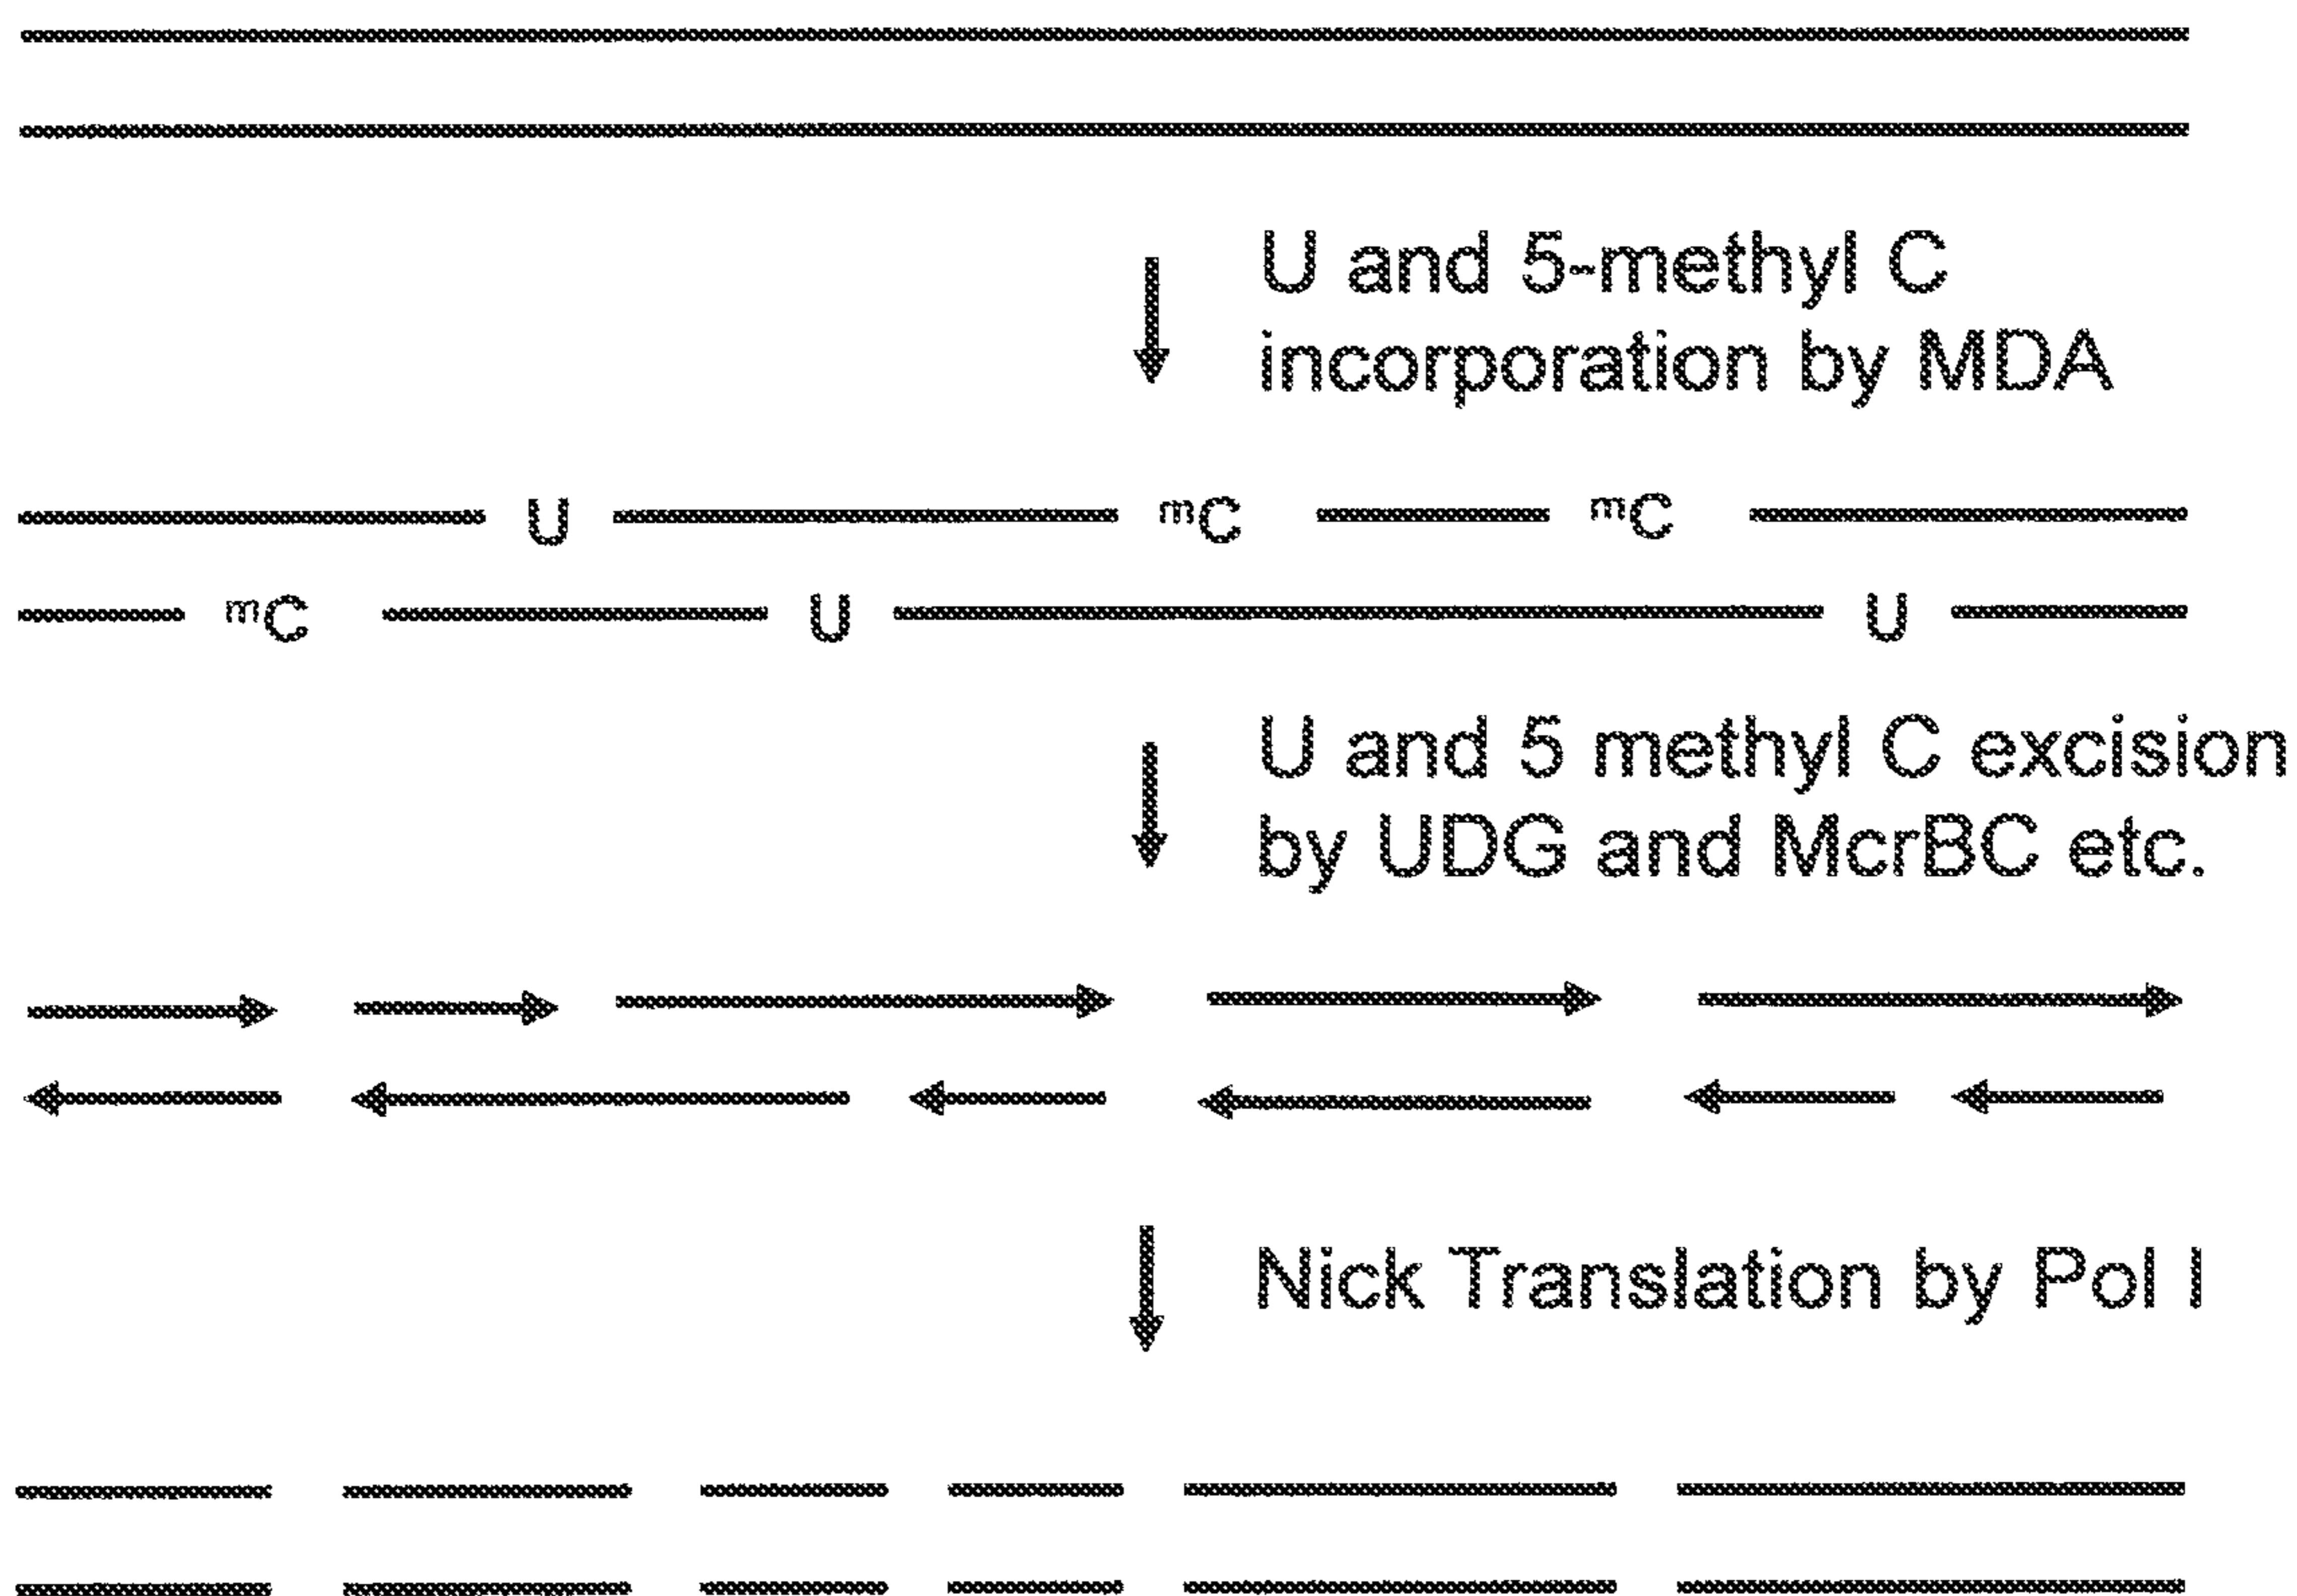 U and 5-methyl C
incorporation by MDA
U mC mC
mC U U
U and 5 methyl C excision
by UDG and McrBC etc.
Nick Translation by Pol I